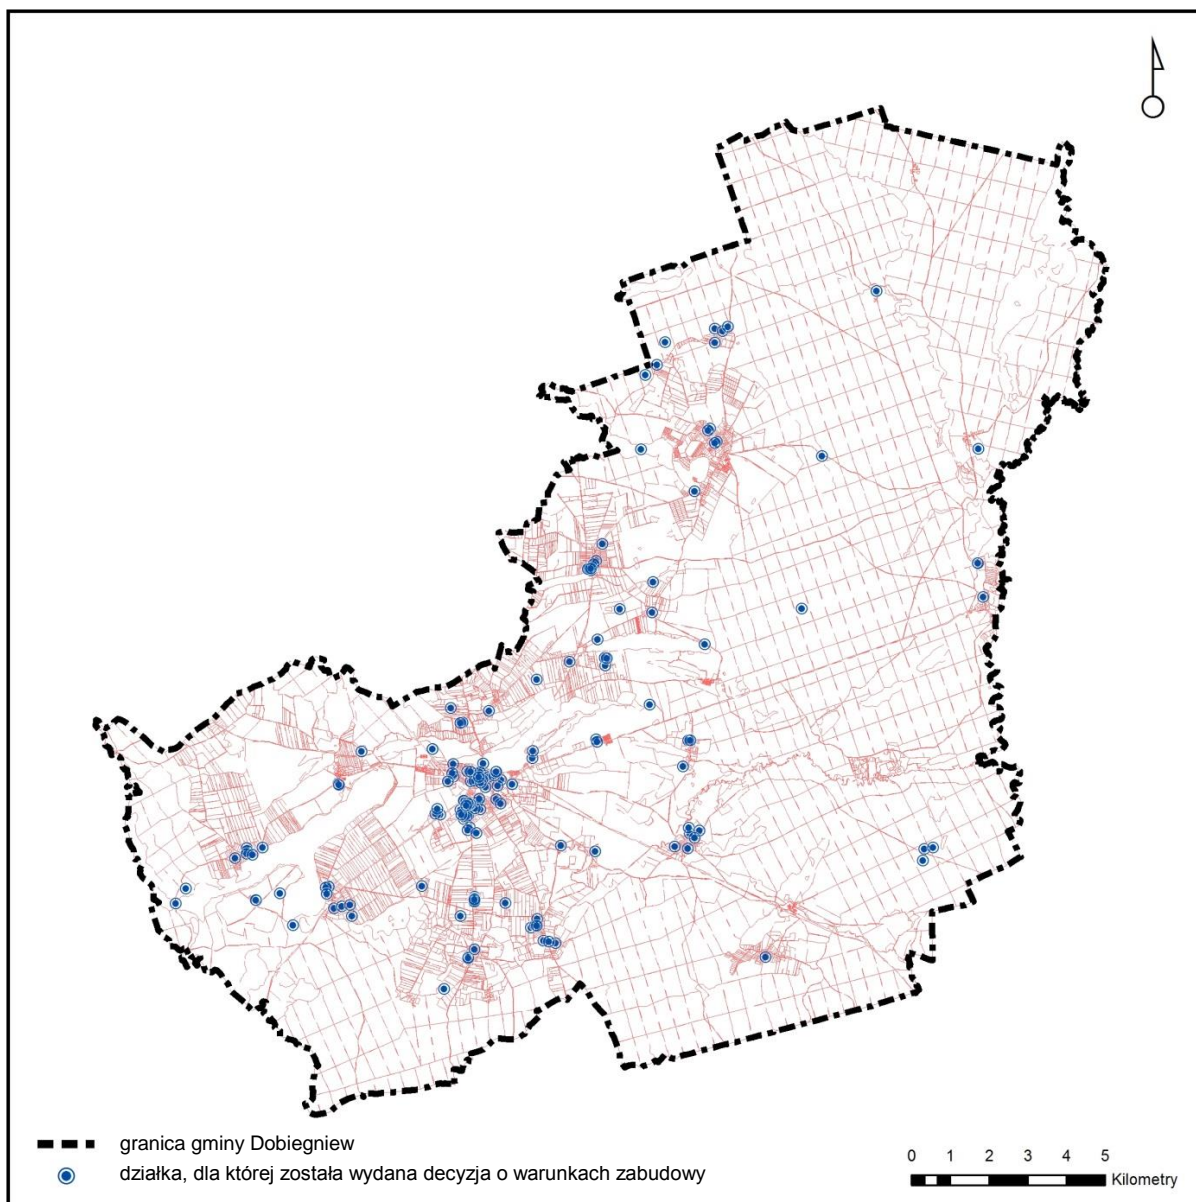 granica gminy Dobiegniew
działka, dla której została wydana decyzja o warunkach zabudowy
0 1 2 3 4 5
Kilometry